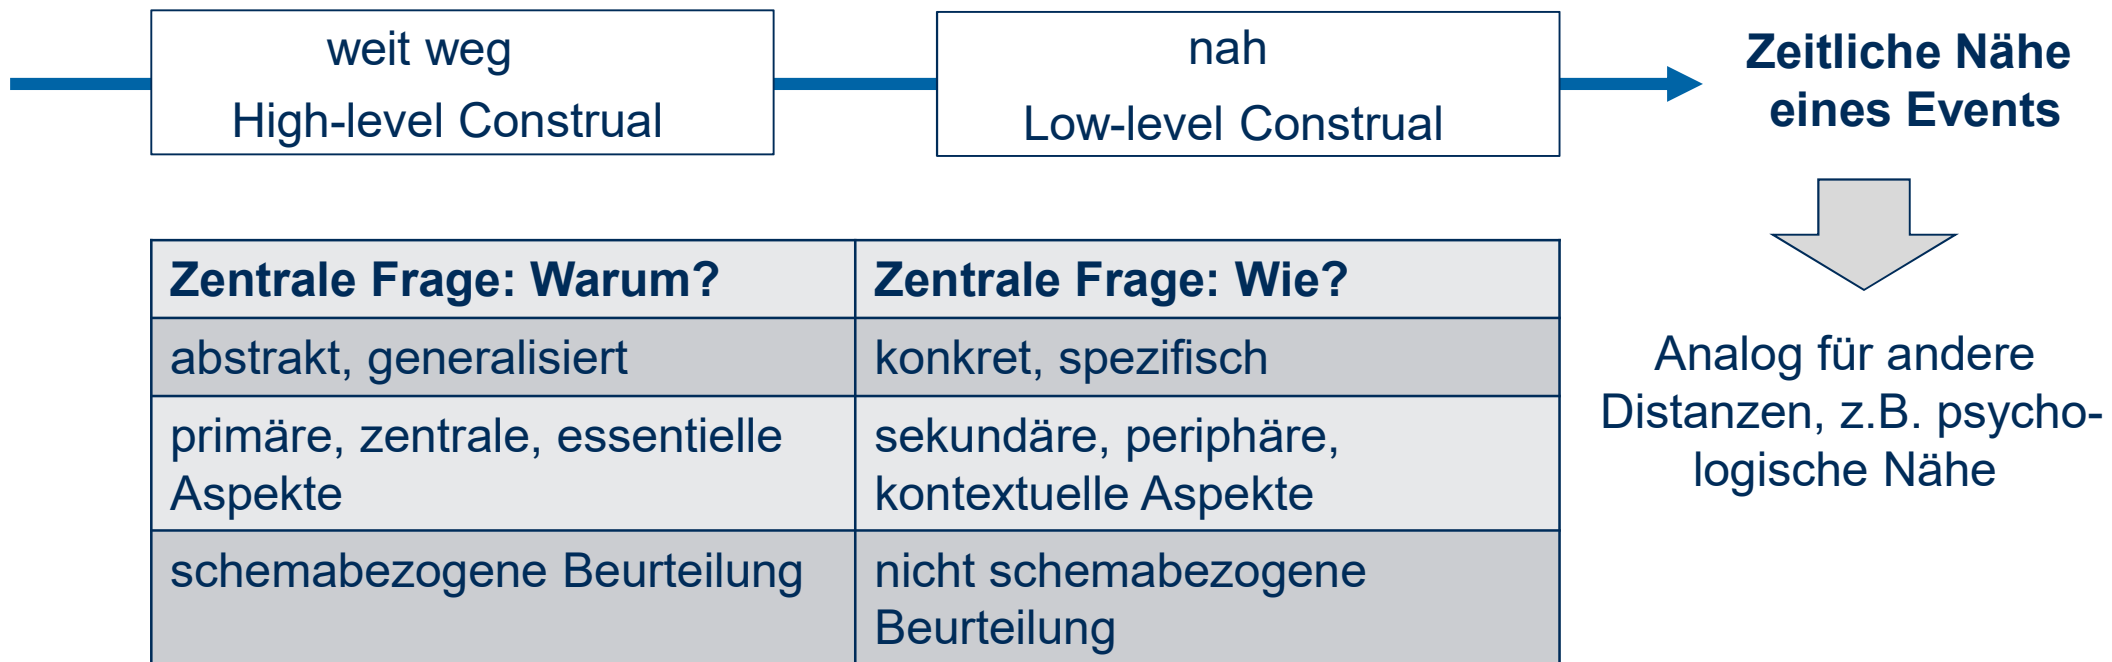 weit weg
High-level Construal
nah
Low-level Construal
Zeitliche Nähe
eines Events
Zentrale Frage: Warum?
Zentrale Frage: Wie?
abstrakt, generalisiert
konkret, spezifisch
primäre, zentrale, essentielle
Aspekte
sekundäre, periphäre,
kontextuelle Aspekte
schemabezogene Beurteilung
nicht schemabezogene
Beurteilung
Analog für andere
Distanzen, z.B. psycho-
logische Nähe